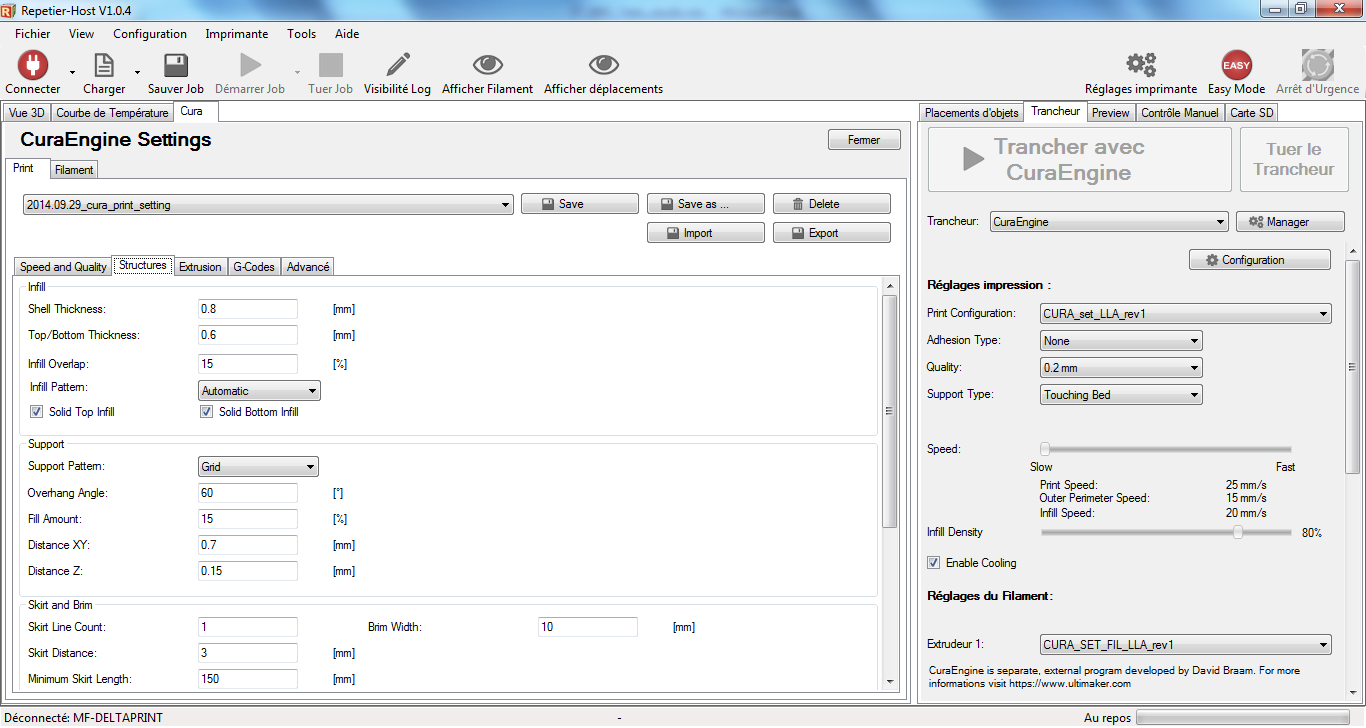 Repetier-Host V1.0.4
Fichier View Configuration Imprimante Tools Aide
Connecter Charger Sauver Job Démarrer Job Tuer Job Visibilité Log Afficher Filament Afficher déplacements Réglages imprimante EASY Easy Mode Arrêt d'Urgence
Vue 3D Courbe de Température Cura
CuraEngine Settings
Fermer
Print Filament
2014.09.29_cura_print_setting Save Save as ... Delete
Import Export
Speed and Quality Structures Extrusion G-Codes Advancé
Infill
Shell Thickness: 0.8 [mm]
Top/Bottom Thickness: 0.6 [mm]
Infill Overlap: 15 [%]
Infill Pattern: Automatic
Solid Top Infill Solid Bottom Infill
Support
Support Pattern: Grid
Overhang Angle: 60 [°]
Fill Amount: 15 [%]
Distance XY: 0.7 [mm]
Distance Z: 0.15 [mm]
Skirt and Brim
Skirt Line Count: 1 Brim Width: 10 [mm]
Skirt Distance: 3 [mm]
Minimum Skirt Length: 150 [mm]
Placements d'objets Trancheur Preview Contrôle Manuel Carte SD
Trancher avec
CuraEngine
Tuer le
Trancheur
Trancheur: CuraEngine Manager
Configuration
Réglages impression :
Print Configuration: CURA_set_LLA_rev1
Adhesion Type: None
Quality: 0.2 mm
Support Type: Touching Bed
Speed:
Slow Fast
Print Speed: 25 mm/s
Outer Perimeter Speed: 15 mm/s
Infill Speed: 20 mm/s
Infill Density 80%
Enable Cooling
Réglages du Filament:
Extrudeur 1: CURA_SET_FIL_LLA_rev1
CuraEngine is separate, external program developed by David Braam. For more
informations visit https://www.ultimaker.com
Déconnecté: MF-DELTAPRINT - Au repos